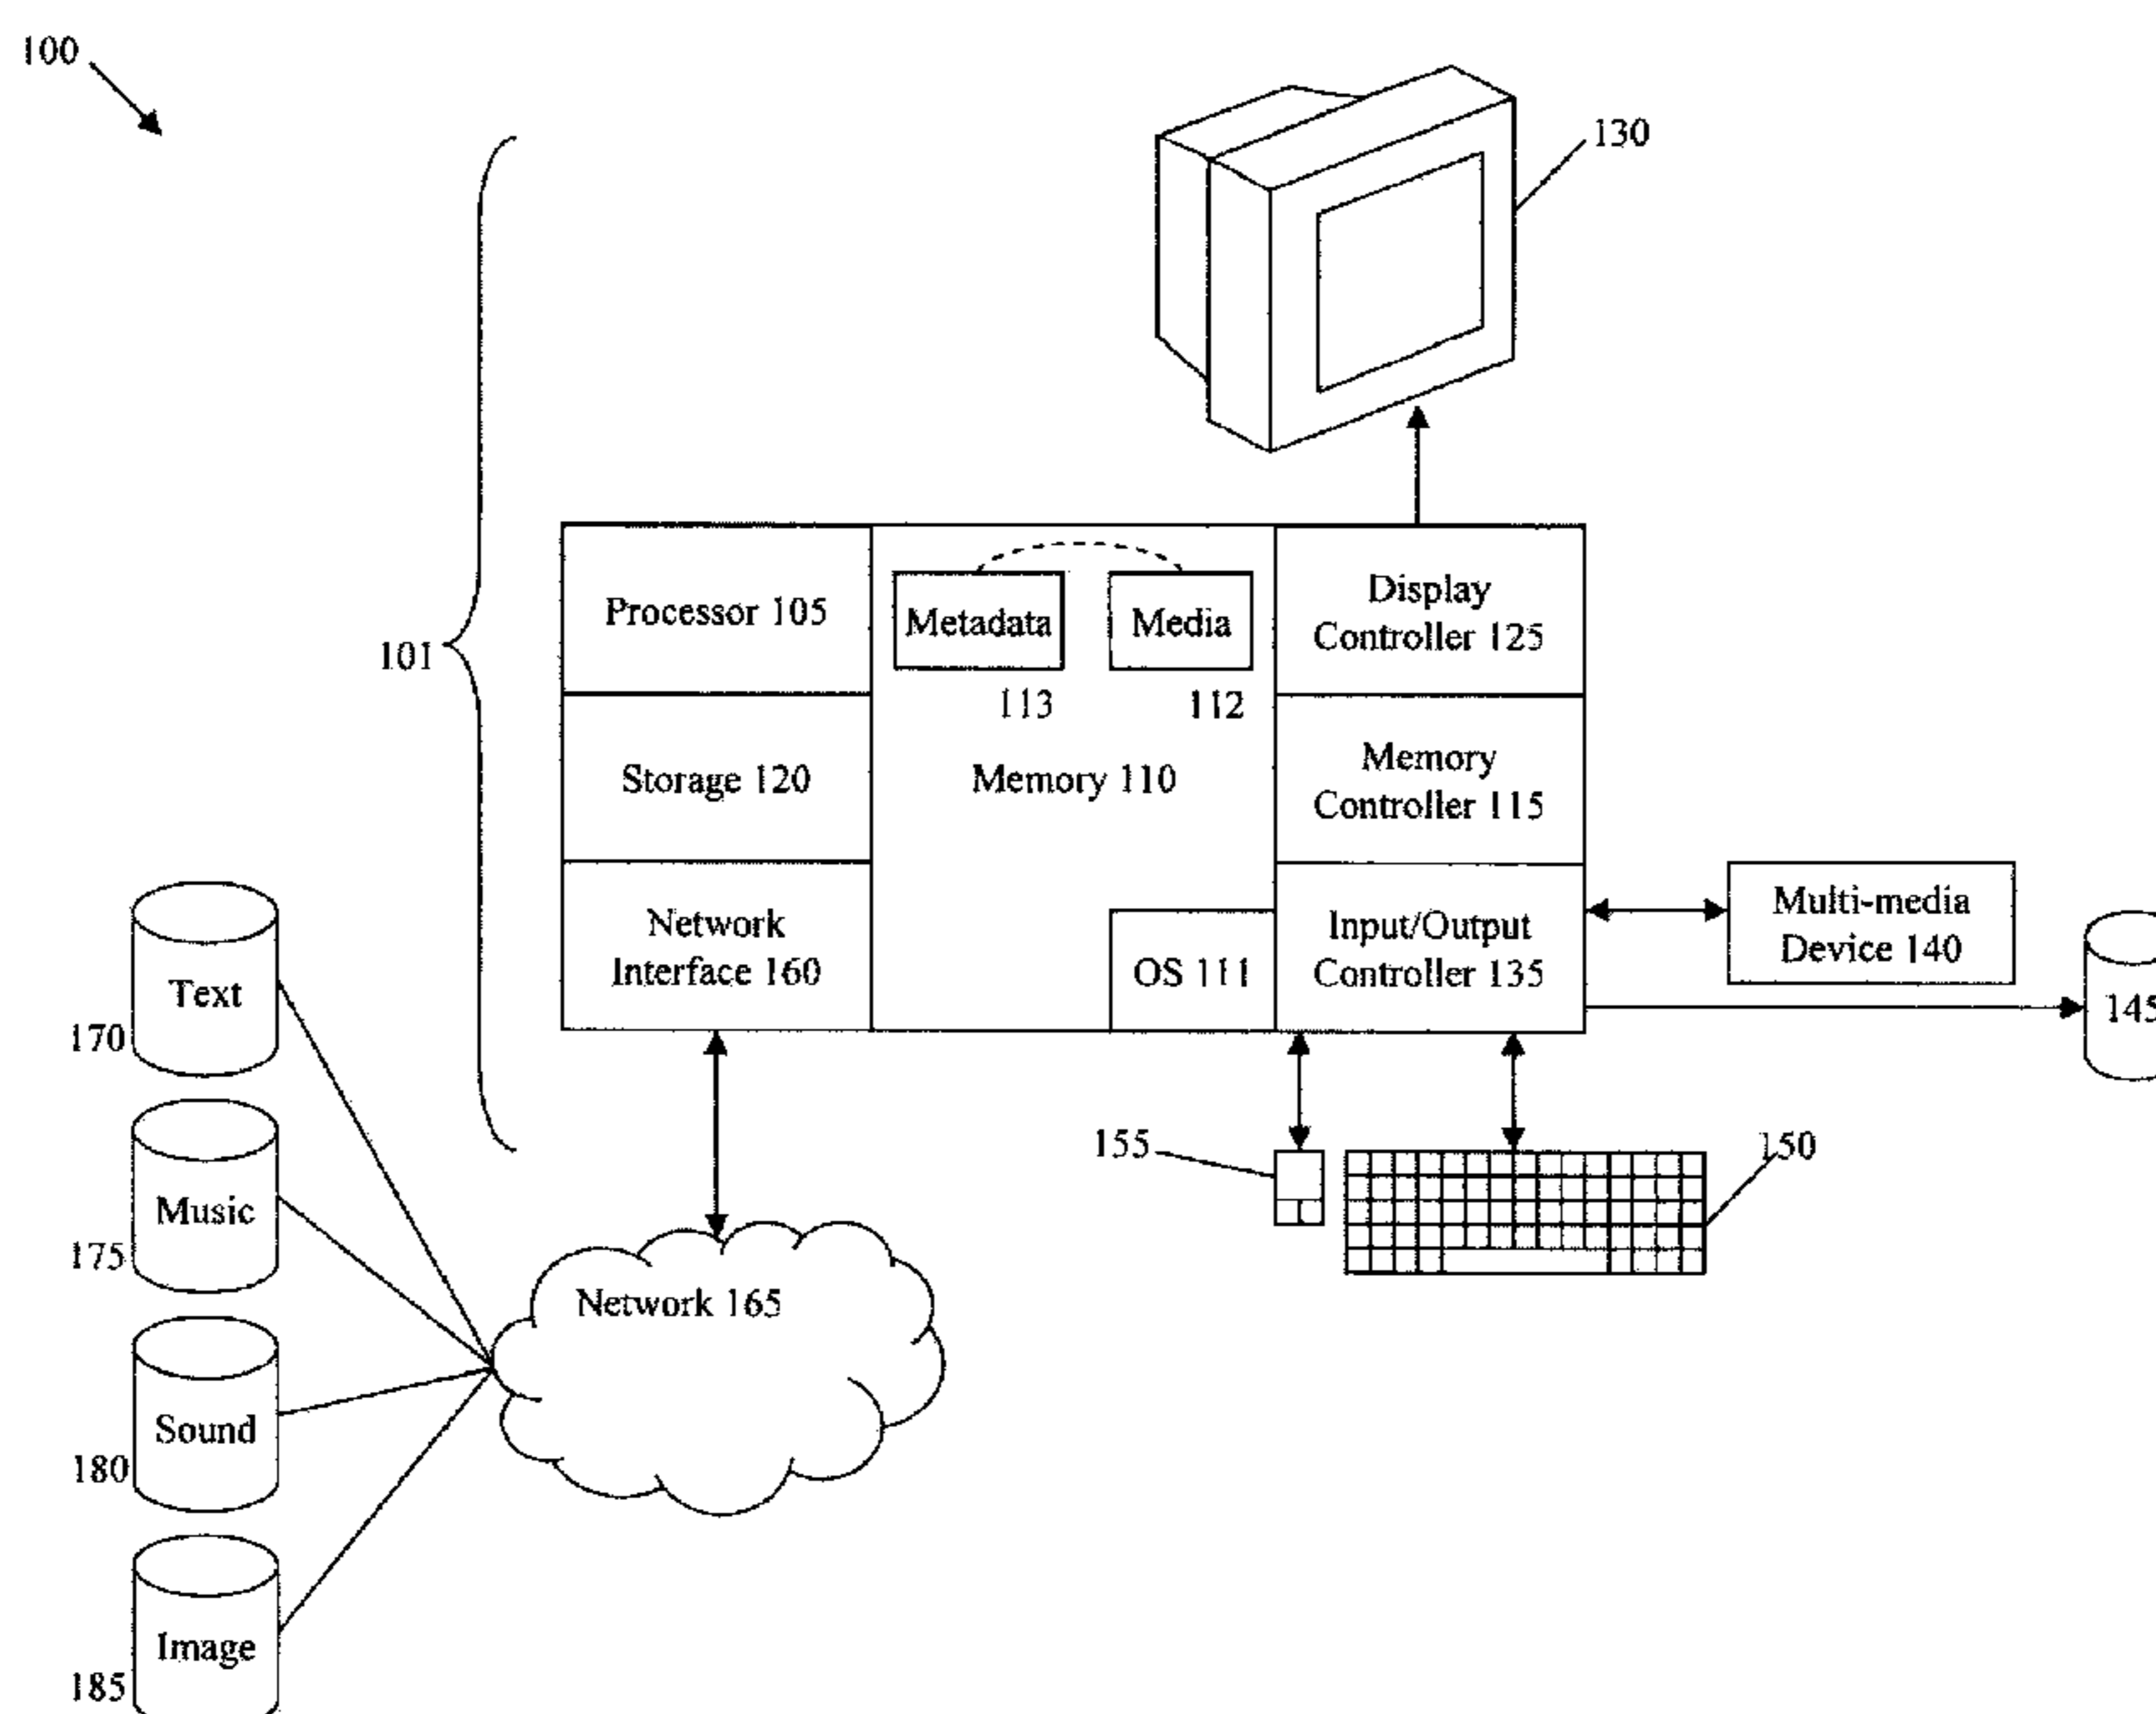 100
130
Processor 105
Metadata
Media
Display
Controller 125
101
113
112
Storage 120
Memory 110
Memory
Controller 115
Network
Interface 160
OS 111
Input/Output
Controller 135
Multi-media
Device 140
145
Text
170
155
150
Music
175
Network 165
Sound
180
Image
185